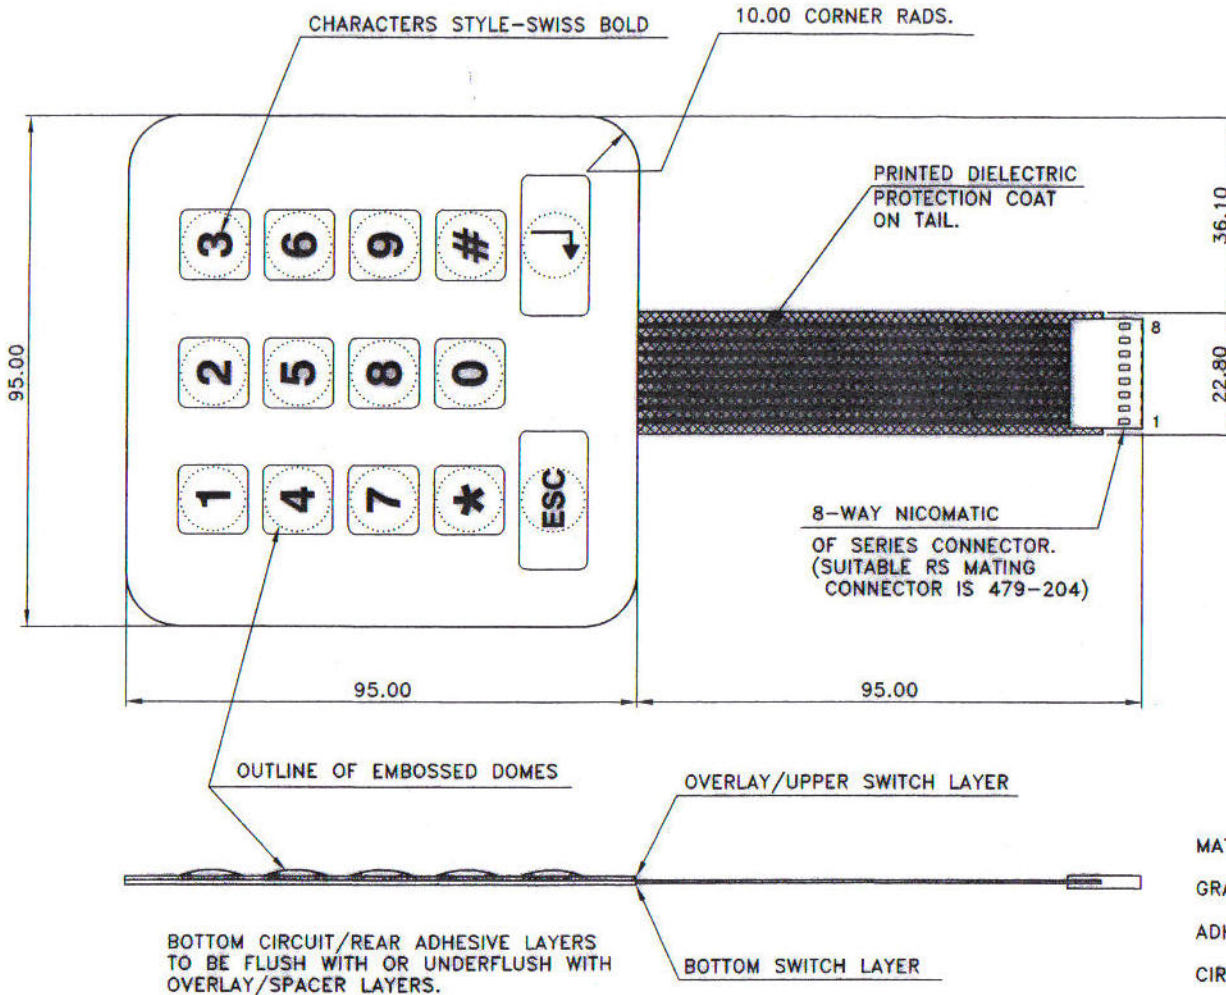 CHARACTERS STYLE-SWISS BOLD
10.00 CORNER RADS.
PRINTED DIELECTRIC
PROTECTION COAT
ON TAIL.
36.10
95.00
22.80
3 6 9 #
2 5 8 0
1 4 7 * ESC
8
1
8-WAY NICOMATIC
OF SERIES CONNECTOR.
(SUITABLE RS MATING
CONNECTOR IS 479-204)
95.00
95.00
OUTLINE OF EMBOSSED DOMES
OVERLAY/UPPER SWITCH LAYER
BOTTOM CIRCUIT/REAR ADHESIVE LAYERS
TO BE FLUSH WITH OR UNDERFLUSH WITH
OVERLAY/SPACER LAYERS.
BOTTOM SWITCH LAYER
MAT
GRA
ADH
CIR